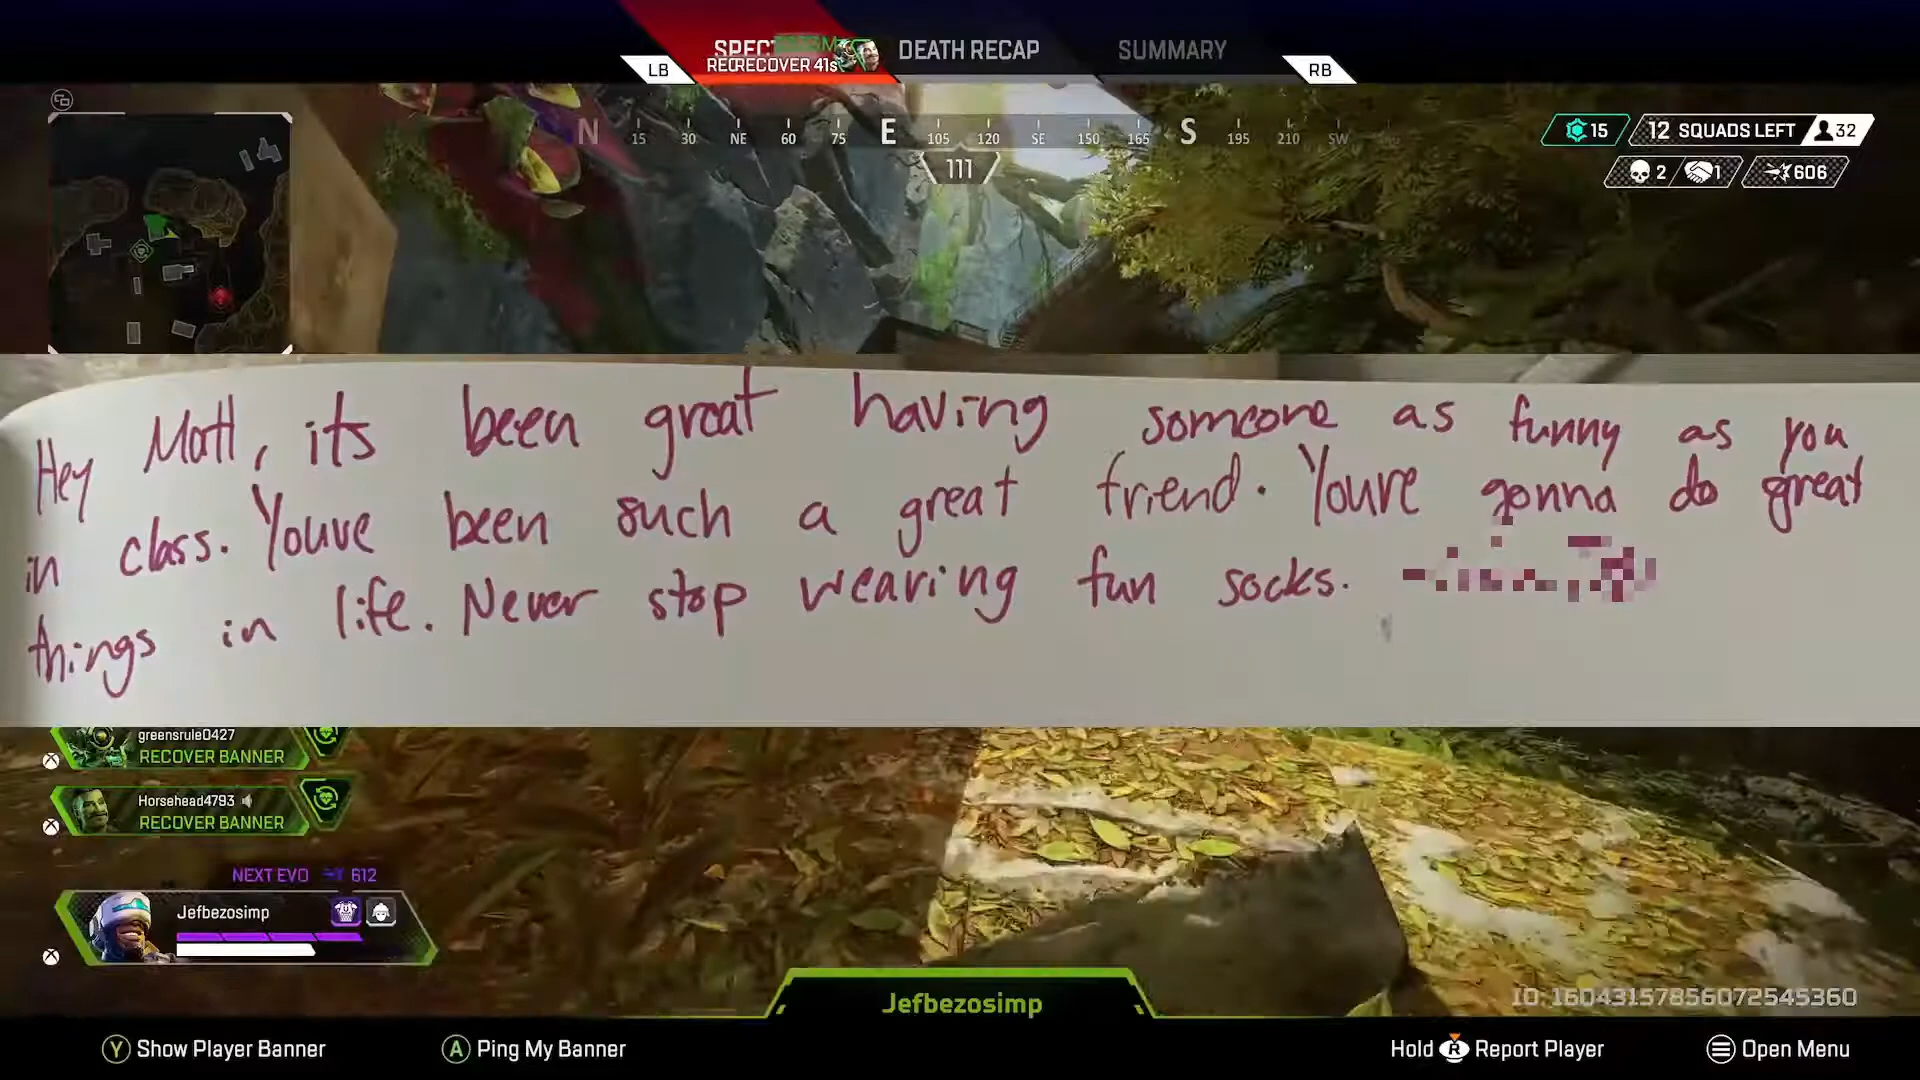 DEATH RECAP
SUMMARY
LB
RECOVER 41s
RB
N 15 30 NE 60 75 E 105 120 SE 150 165 S 195 210 SW
111
15
12 SQUADS LEFT
32
2
1
606
Hey Matt, its been great having someone as funny as you
in class. Youve been such a great friend. Youre gonna do great
things in life. Never stop wearing fun socks.
greensrule0427
RECOVER BANNER
Horsehead4793
RECOVER BANNER
NEXT EVO 612
Jefbezosimp
Jefbezosimp
ID: 16043157856072545360
Y Show Player Banner
A Ping My Banner
Hold R Report Player
Open Menu